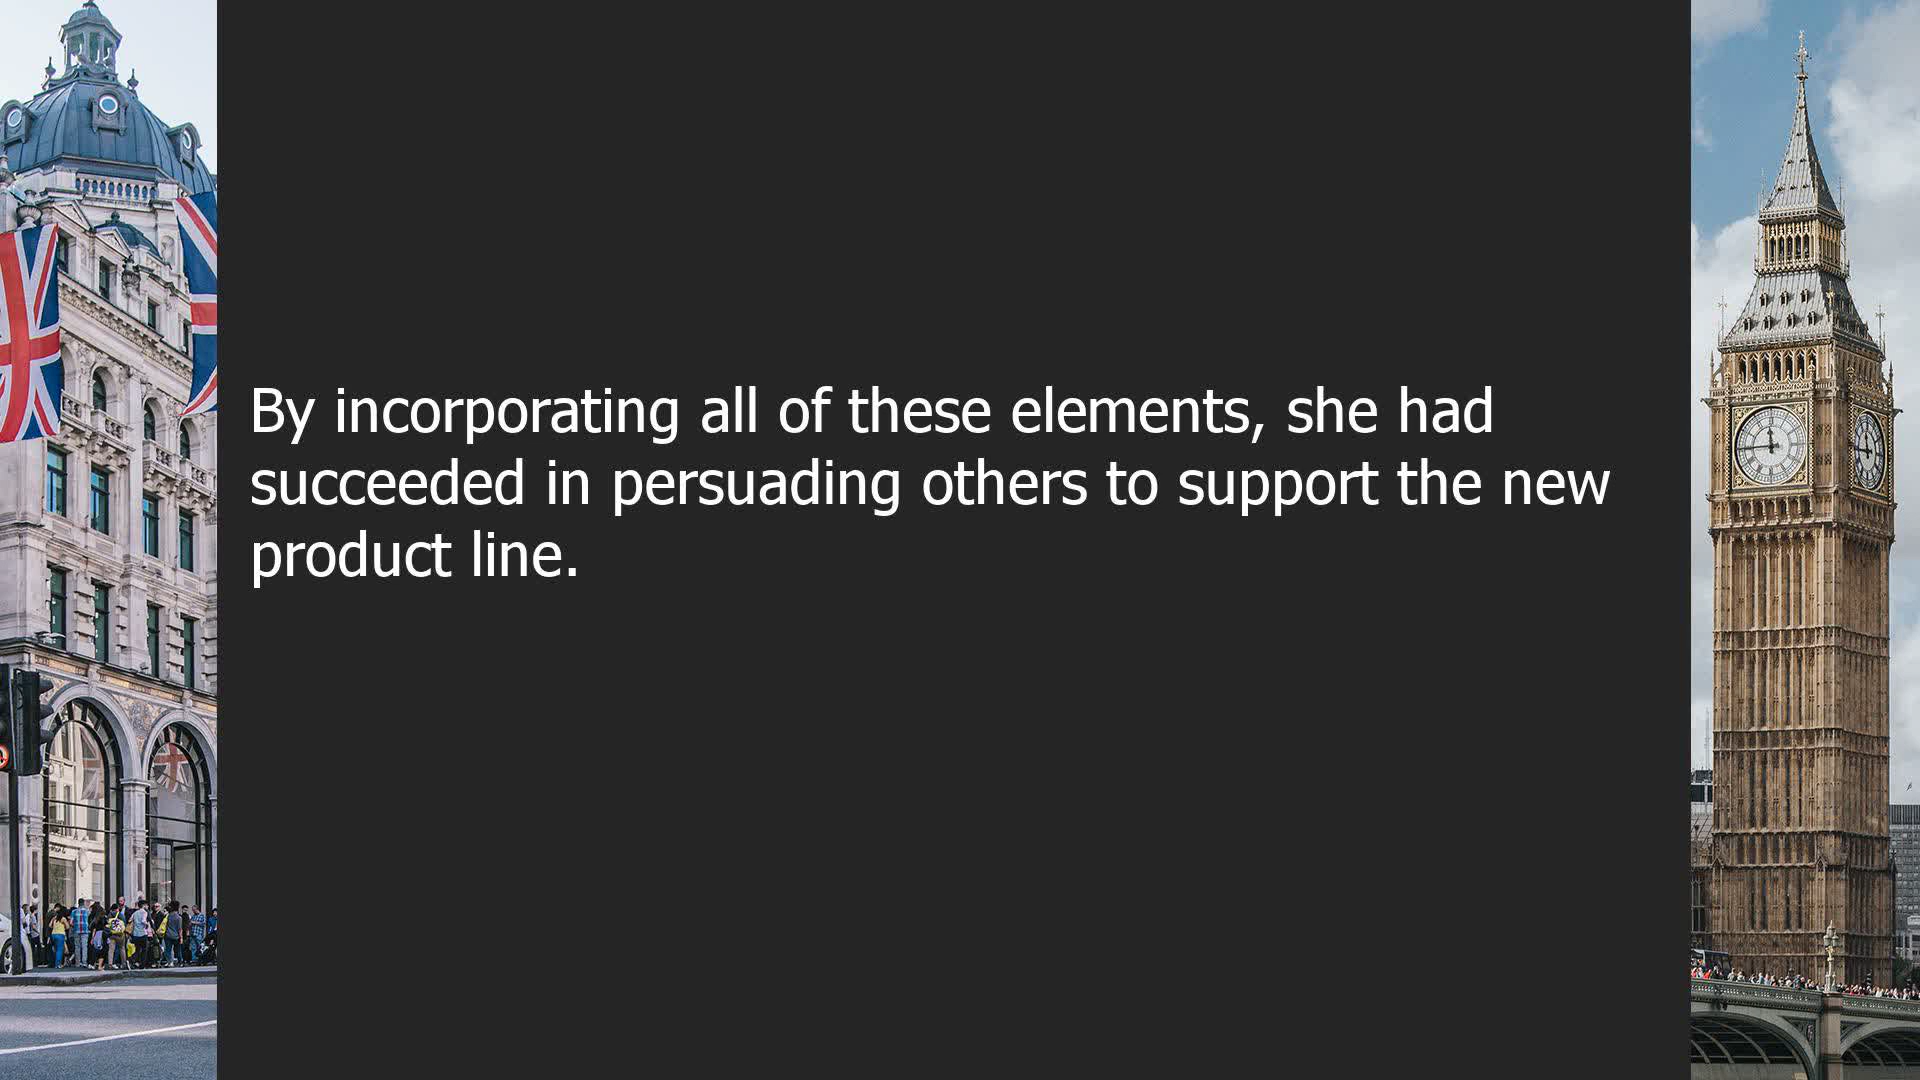 By incorporating all of these elements, she had
succeeded in persuading others to support the new
product line.